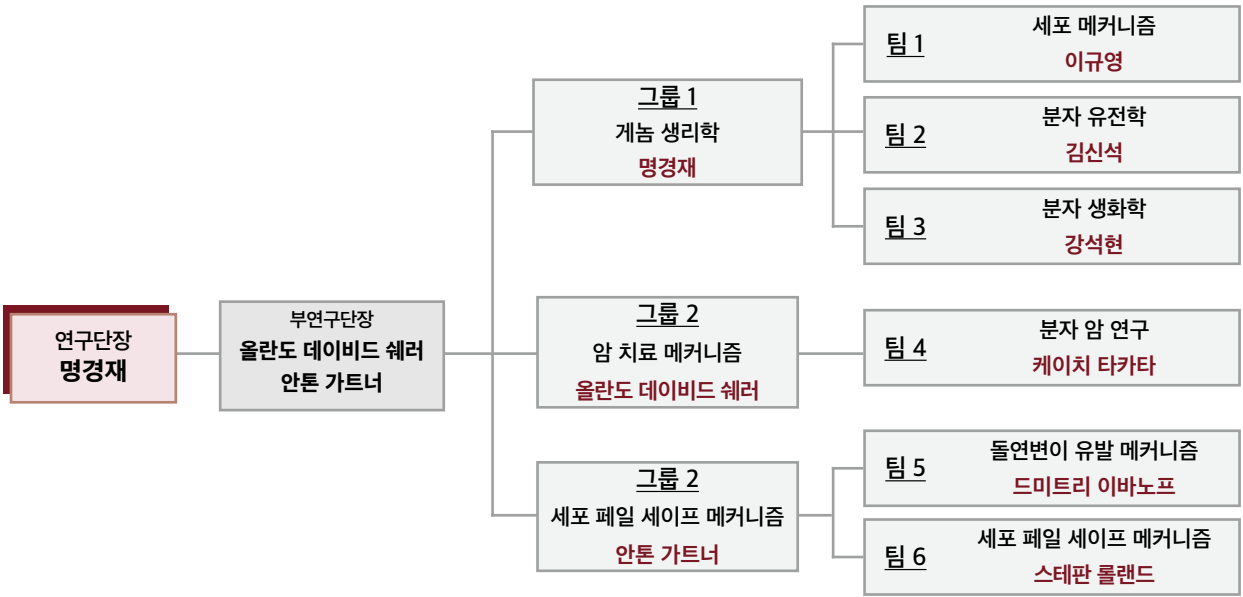 연구단장
명경재
부연구단장
올란도 데이비드 쉐러
안톤 가트너
그룹 1
게놈 생리학
명경재
팀 1
세포 메커니즘
이규영
팀 2
분자 유전학
김신석
팀 3
분자 생화학
강석현
그룹 2
암 치료 메커니즘
올란도 데이비드 쉐러
팀 4
분자 암 연구
케이치 타카타
그룹 2
세포 페일 세이프 메커니즘
안톤 가트너
팀 5
돌연변이 유발 메커니즘
드미트리 이바노프
팀 6
세포 페일 세이프 메커니즘
스테판 롤랜드